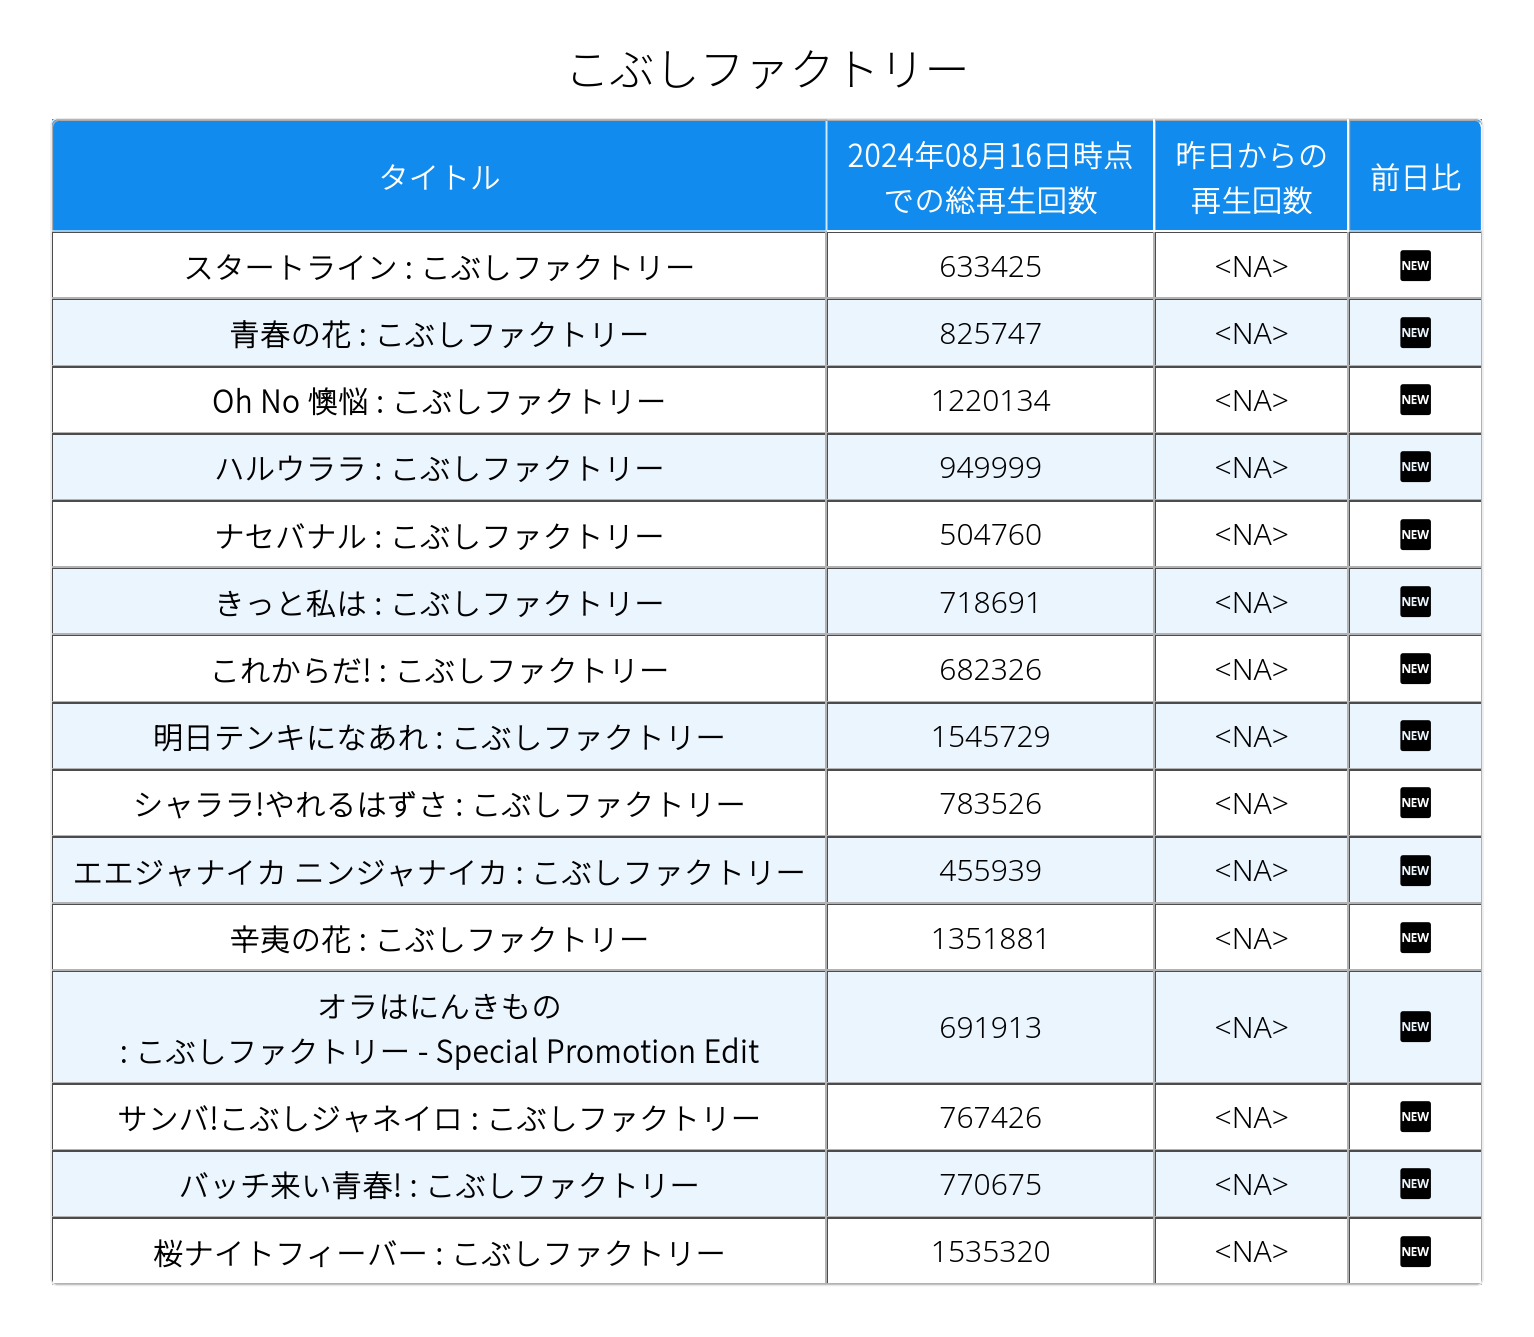 こぶしファクトリー
タイトル 2024年08月16日時点 昨日からの 前日比
での総再生回数 再生回数
スタートライン : こぶしファクトリー 633425 <NA> NEW
青春の花 : こぶしファクトリー 825747 <NA> NEW
Oh No 懊悩 : こぶしファクトリー 1220134 <NA> NEW
ハルウララ : こぶしファクトリー 949999 <NA> NEW
ナセバナル : こぶしファクトリー 504760 <NA> NEW
きっと私は : こぶしファクトリー 718691 <NA> NEW
これからだ! : こぶしファクトリー 682326 <NA> NEW
明日テンキになあれ : こぶしファクトリー 1545729 <NA> NEW
シャララ!やれるはずさ : こぶしファクトリー 783526 <NA> NEW
エエジャナイカ ニンジャナイカ : こぶしファクトリー 455939 <NA> NEW
辛夷の花 : こぶしファクトリー 1351881 <NA> NEW
オラはにんきもの
: こぶしファクトリー - Special Promotion Edit 691913 <NA> NEW
サンバ!こぶしジャネイロ : こぶしファクトリー 767426 <NA> NEW
バッチ来い青春! : こぶしファクトリー 770675 <NA> NEW
桜ナイトフィーバー : こぶしファクトリー 1535320 <NA> NEW